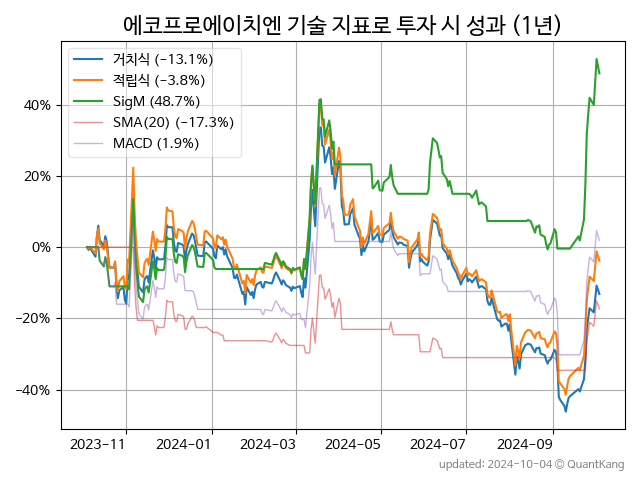 에코프로에이치엔 기술 지표로 투자 시 성과 (1년)
거치식 (−13.1%)
적립식 (−3.8%)
SigM (48.7%)
SMA(20) (−17.3%)
MACD (1.9%)
40%
20%
0%
−20%
−40%
2023-11 2024-01 2024-03 2024-05 2024-07 2024-09
updated: 2024-10-04 © QuantKang